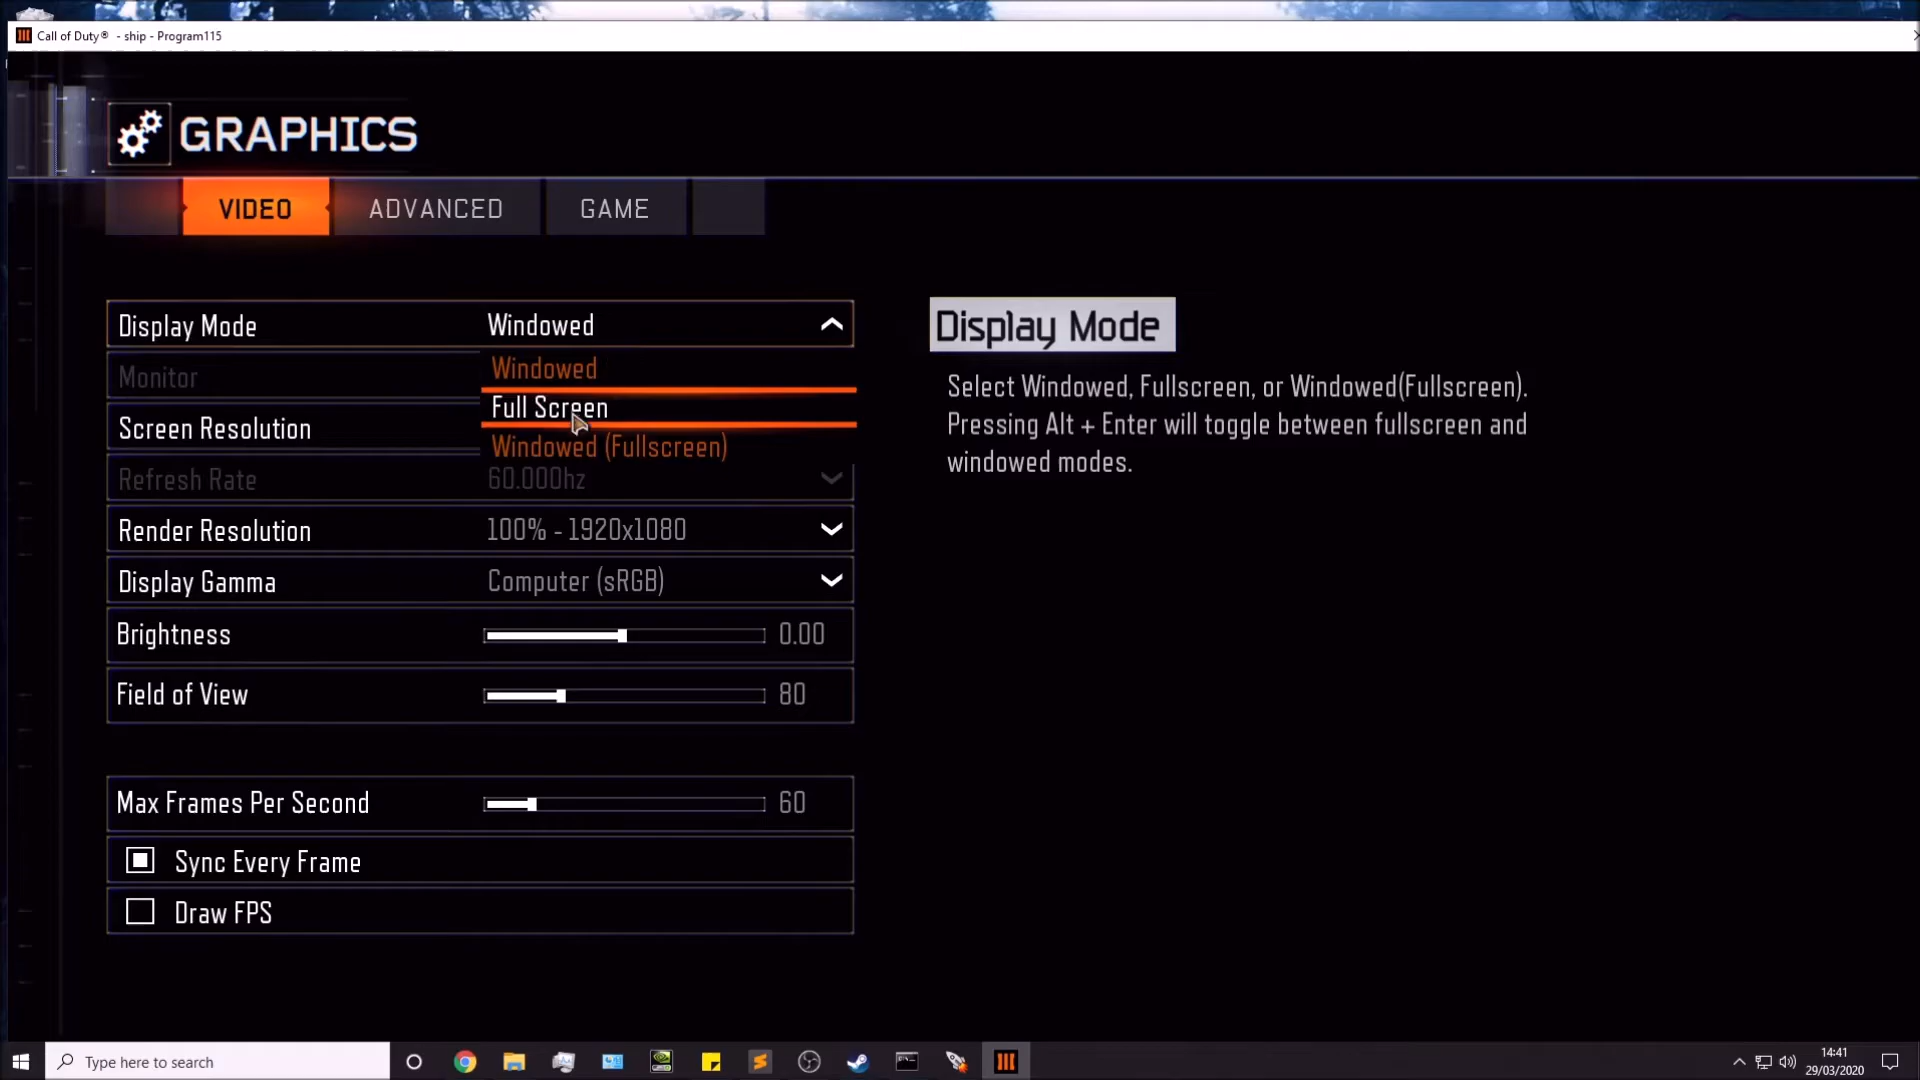 Call of Duty® - ship - Program115
GRAPHICS
VIDEO
ADVANCED
GAME
Display Mode
Windowed
Windowed
Full Screen
Windowed (Fullscreen)
Monitor
Screen Resolution
Refresh Rate
60.000hz
Render Resolution
100% - 1920x1080
Display Gamma
Computer (sRGB)
Brightness
0.00
Field of View
80
Max Frames Per Second
60
Sync Every Frame
Draw FPS
Display Mode
Select Windowed, Fullscreen, or Windowed(Fullscreen).
Pressing Alt + Enter will toggle between fullscreen and
windowed modes.
Type here to search
14:41
29/03/2020